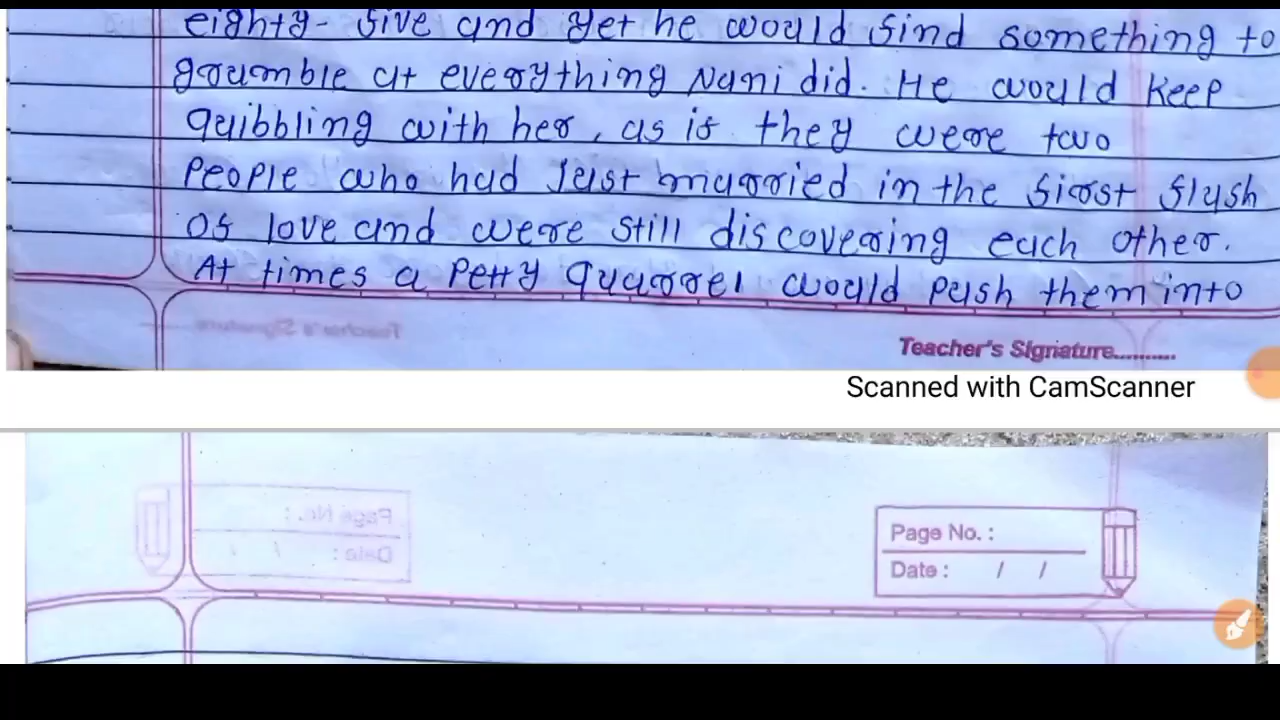 eighty- five and yet he would find something to
grumble at everything Nani did. He would keep
quibbling with her, as if they were two
people who had Just married in the first flush
of love and were still discovering each other.
At times a petty quarrel would push them into
Teacher's Signature..........
Scanned with CamScanner
Page No. :
Date : / /